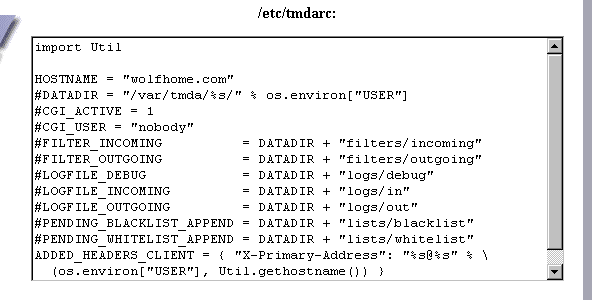 /etc/tmdarc:
import Util
HOSTNAME = "wolfhome.com"
#DATADIR = "/var/tmda/%s/" % os.environ["USER"]
#CGI_ACTIVE = 1
#CGI_USER = "nobody"
#FILTER_INCOMING = DATADIR + "filters/incoming"
#FILTER_OUTGOING = DATADIR + "filters/outgoing"
#LOGFILE_DEBUG = DATADIR + "logs/debug"
#LOGFILE_INCOMING = DATADIR + "logs/in"
#LOGFILE_OUTGOING = DATADIR + "logs/out"
#PENDING_BLACKLIST_APPEND = DATADIR + "lists/blacklist"
#PENDING_WHITELIST_APPEND = DATADIR + "lists/whitelist"
ADDED_HEADERS_CLIENT = { "X-Primary-Address": "%s@%s" % \
(os.environ["USER"], Util.gethostname()) }